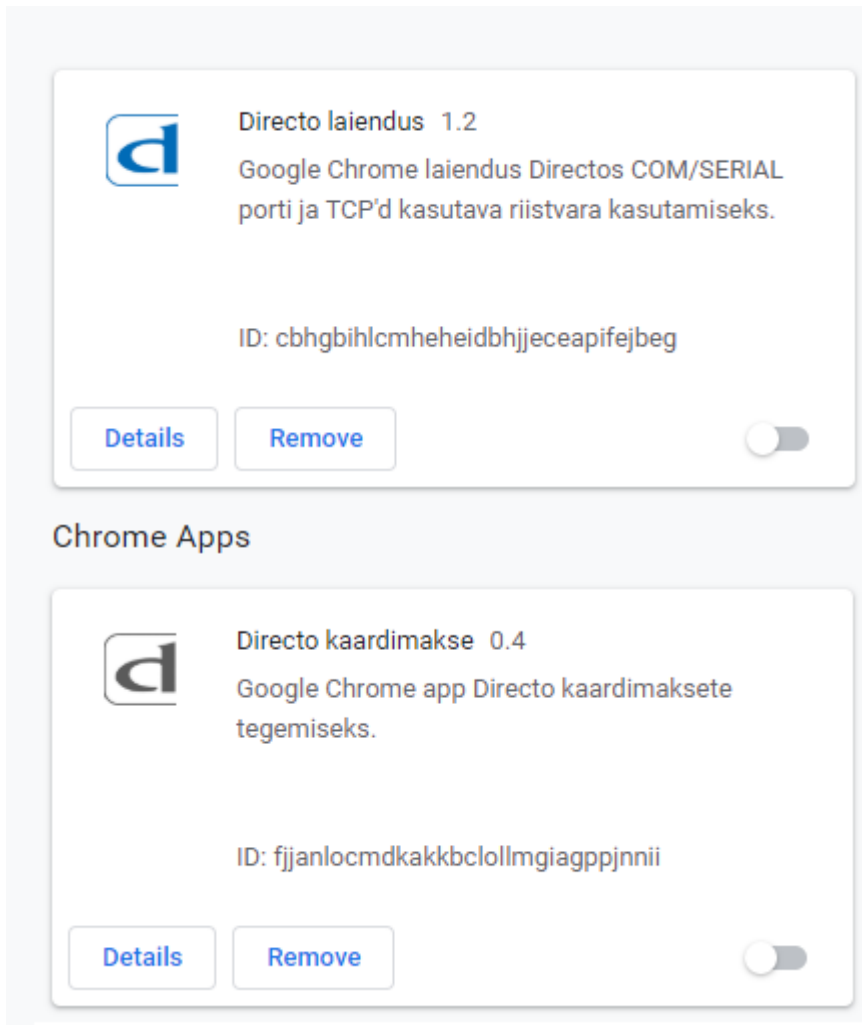 Directo laiendus 1.2
Google Chrome laiendus Directos COM/SERIAL
porti ja TCP'd kasutava riistvara kasutamiseks.
ID: cbhgbihlcmheheidbhjjeceapifejbeg
Details Remove
Chrome Apps
Directo kaardimakse 0.4
Google Chrome app Directo kaardimaksete
tegemiseks.
ID: fjjanlocmdkakkbclollmgiagppjnnii
Details Remove